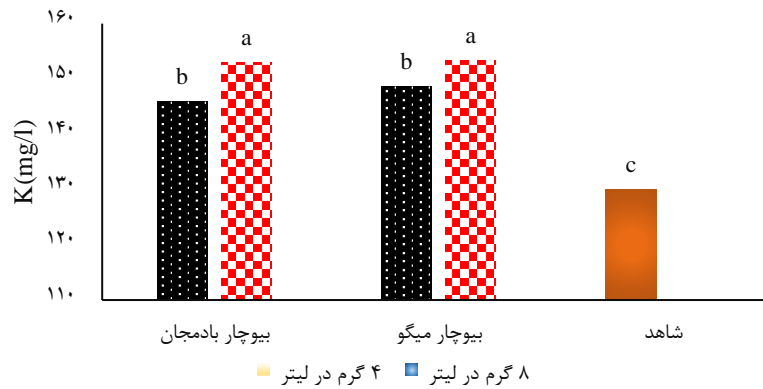 K(mg/l)
۱۶۰
۱۵۰
۱۴۰
۱۳۰
۱۲۰
۱۱۰
b
a
b
a
c
بیوچار بادمجان
بیوچار میگو
شاهد
۴ گرم در لیتر
۸ گرم در لیتر